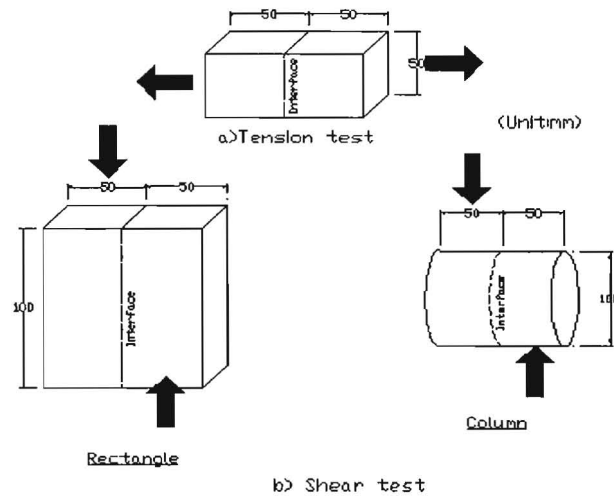 50 50
50
Interface
a)Tension test
(Unit:mm)
50 50
100
Interface
Rectangle
50 50
Interface
Column
b) Shear test